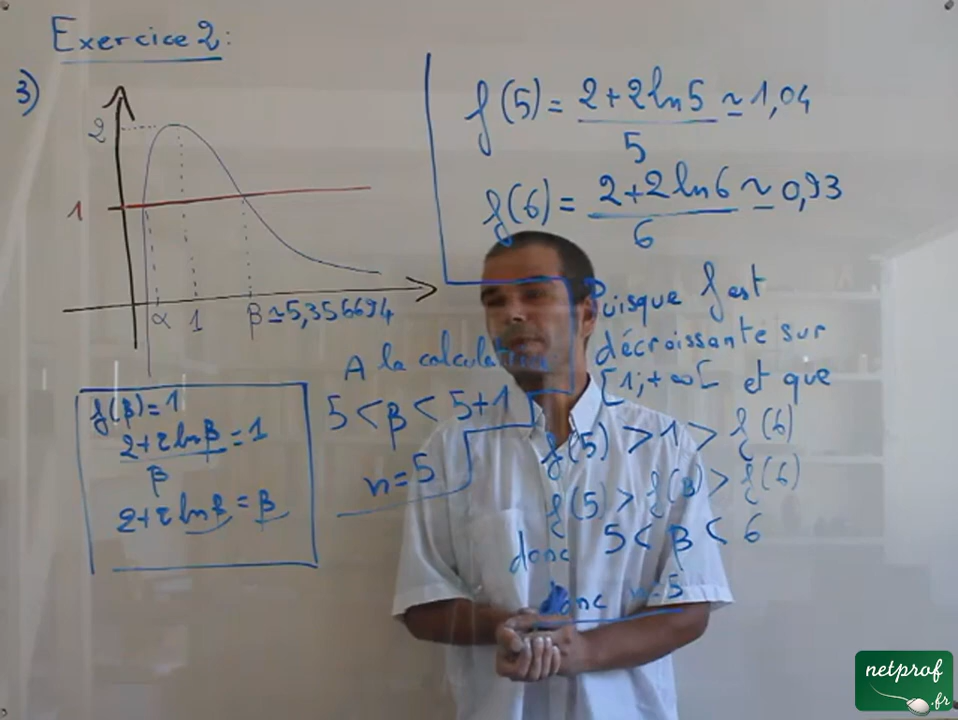 Exercice 2:
3)
2
1
α 1 β ≃ 5,356694
f(β) = 1
2+2lnβ / β = 1
2+2lnβ = β
A la calculatrice
5 < β < 5+1
n = 5
f(5) = 2+2ln5 / 5 ≃ 1,04
f(6) = 2+2ln6 / 6 ≃ 0,93
Puisque f est
décroissante sur
[1;+∞[ et que
f(5) > 1 > f(6)
f(5) > f(β) > f(6)
donc 5 < β < 6
donc n=5
netprof
.fr